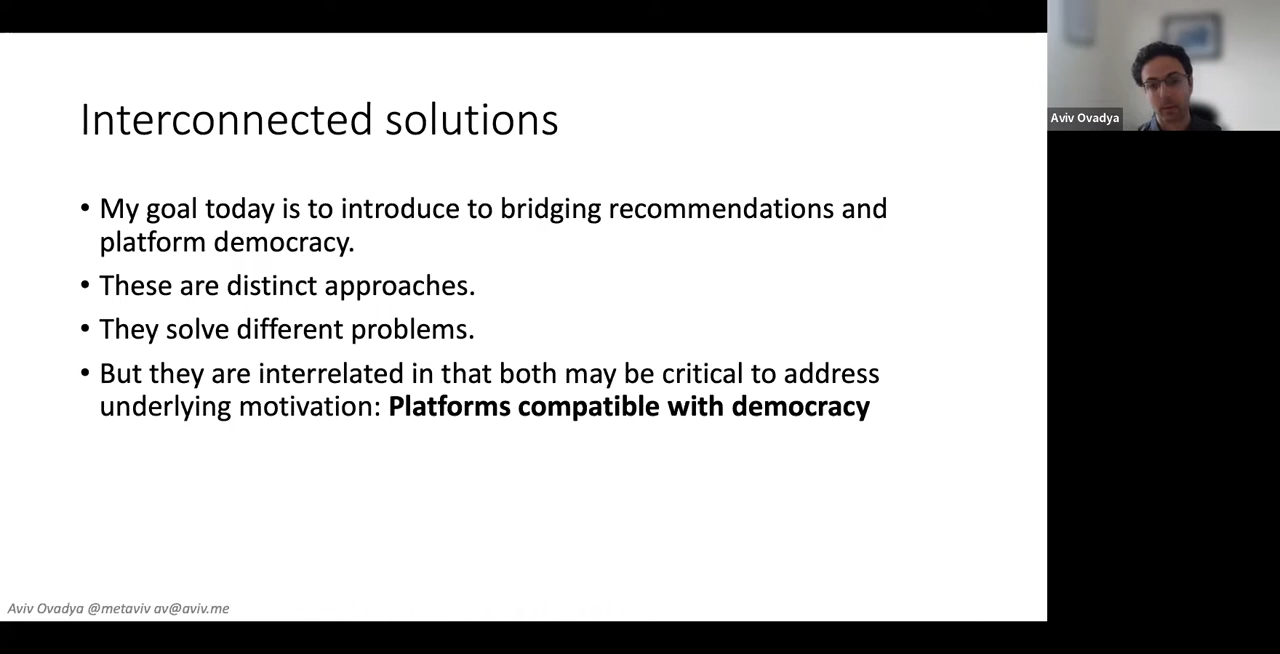 Interconnected solutions
• My goal today is to introduce to bridging recommendations and
platform democracy.
• These are distinct approaches.
• They solve different problems.
• But they are interrelated in that both may be critical to address
underlying motivation: Platforms compatible with democracy
Aviv Ovadya @metaviv av@aviv.me
Aviv Ovadya